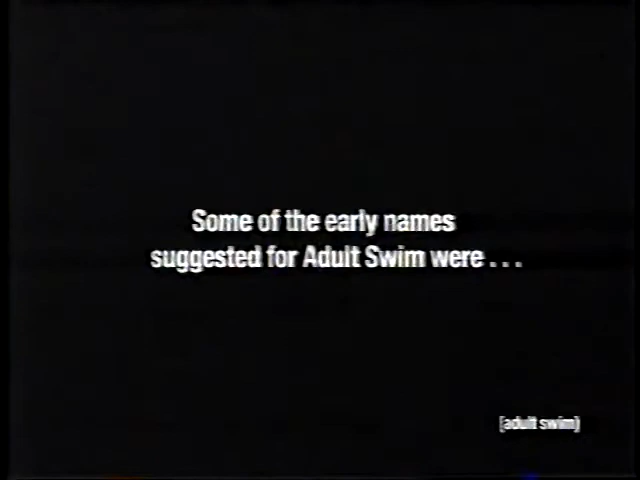 Some of the early names
suggested for Adult Swim were . . .
[adult swim]